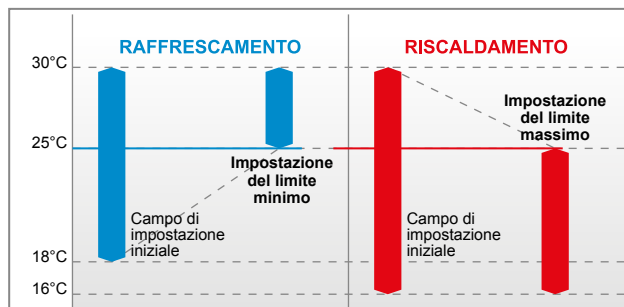 RAFFRESCAMENTO
RISCALDAMENTO
30°C
25°C
18°C
16°C
Impostazione
del limite
minimo
Campo di
impostazione
iniziale
Impostazione
del limite
massimo
Campo di
impostazione
iniziale